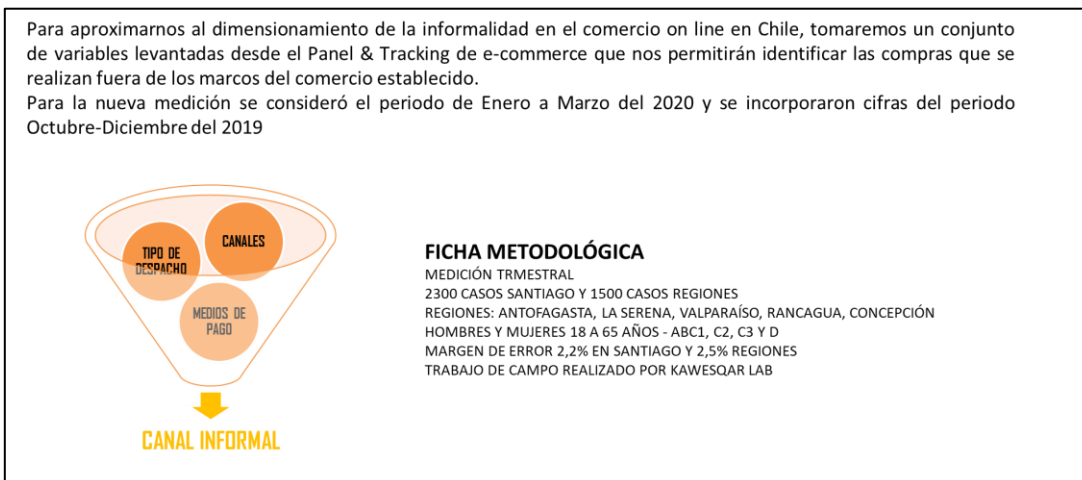 Para aproximarnos al dimensionamiento de la informalidad en el comercio on line en Chile, tomaremos un conjunto
de variables levantadas desde el Panel & Tracking de e-commerce que nos permitirán identificar las compras que se
realizan fuera de los marcos del comercio establecido.
Para la nueva medición se consideró el periodo de Enero a Marzo del 2020 y se incorporaron cifras del periodo
Octubre-Diciembre del 2019
TIPO DE
DESPACHO
CANALES
MEDIOS DE
PAGO
CANAL INFORMAL
FICHA METODOLÓGICA
MEDICIÓN TRMESTRAL
2300 CASOS SANTIAGO Y 1500 CASOS REGIONES
REGIONES: ANTOFAGASTA, LA SERENA, VALPARAÍSO, RANCAGUA, CONCEPCIÓN
HOMBRES Y MUJERES 18 A 65 AÑOS - ABC1, C2, C3 Y D
MARGEN DE ERROR 2,2% EN SANTIAGO Y 2,5% REGIONES
TRABAJO DE CAMPO REALIZADO POR KAWESQAR LAB